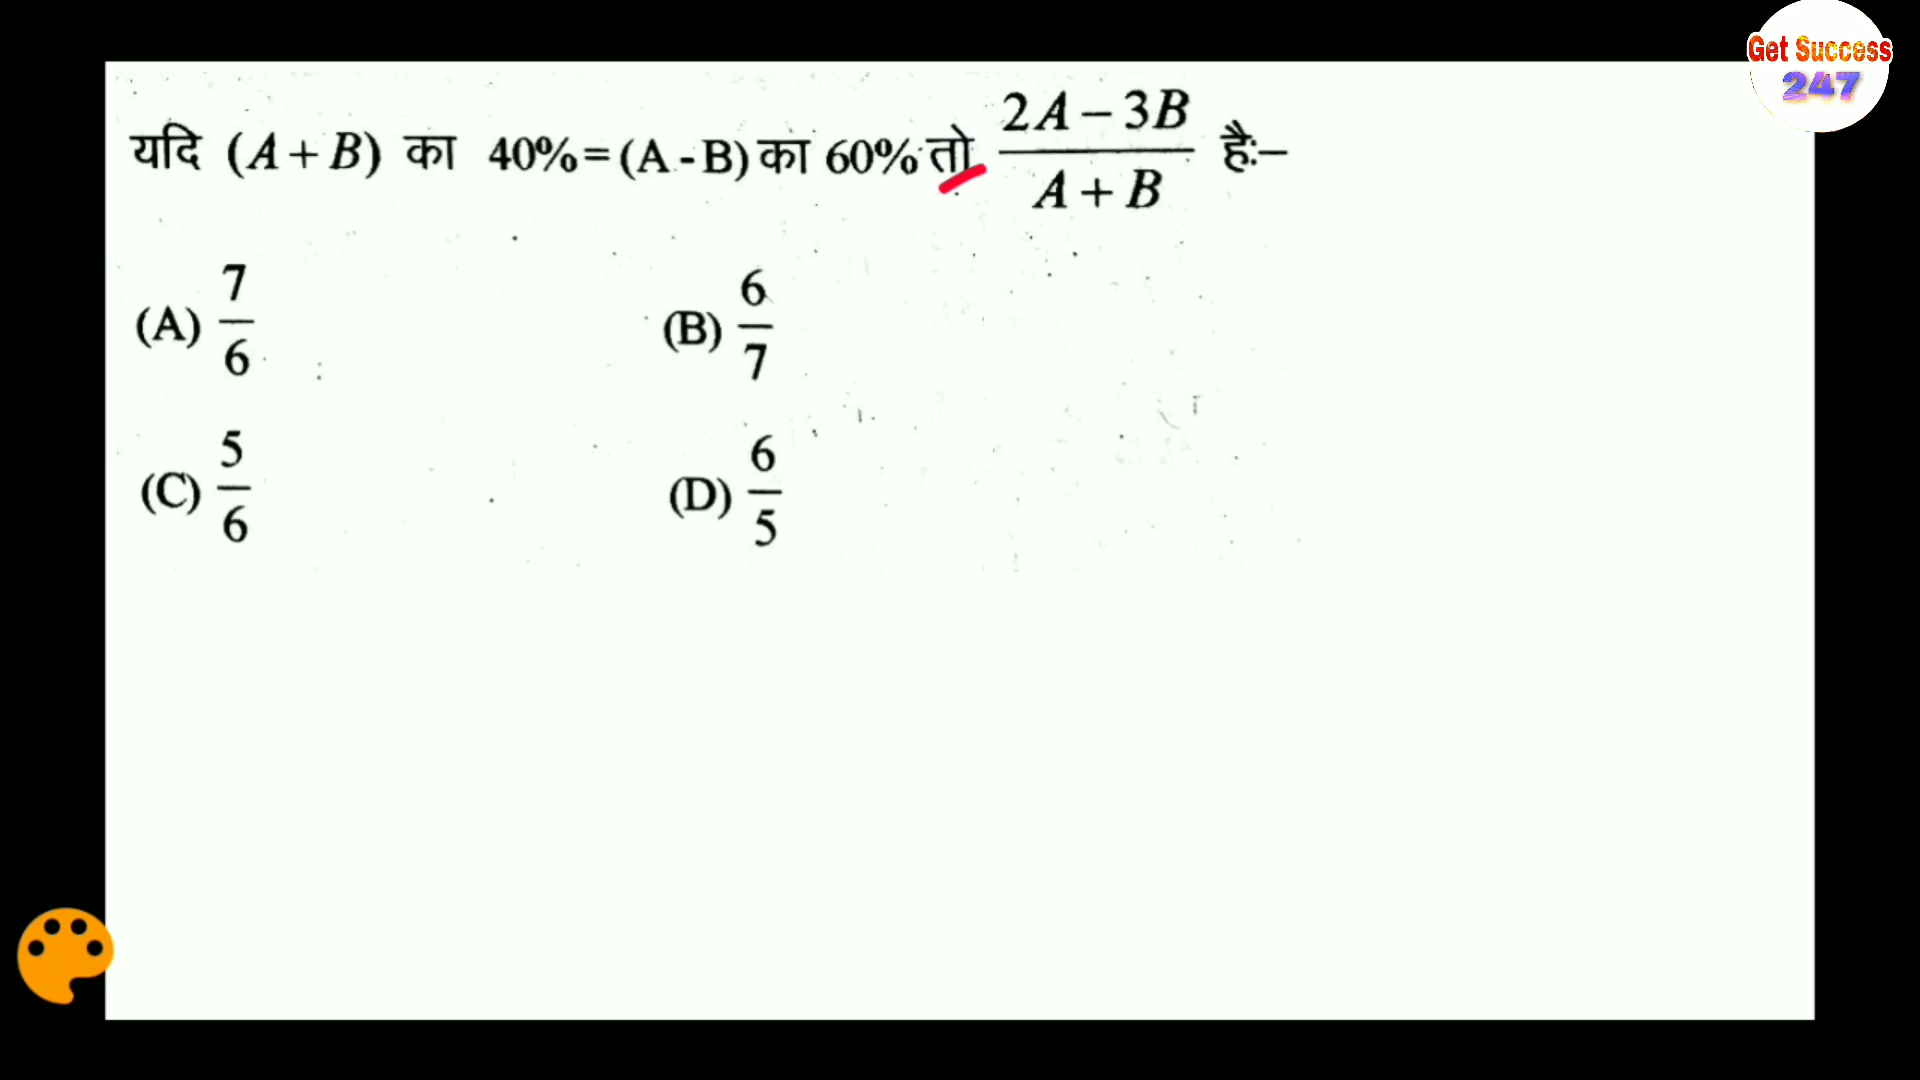 Get Success
247
यदि (A+B) का 40%=(A-B) का 60% तो (2A-3B)/(A+B) है:–
(A) 7/6
(B) 6/7
(C) 5/6
(D) 6/5